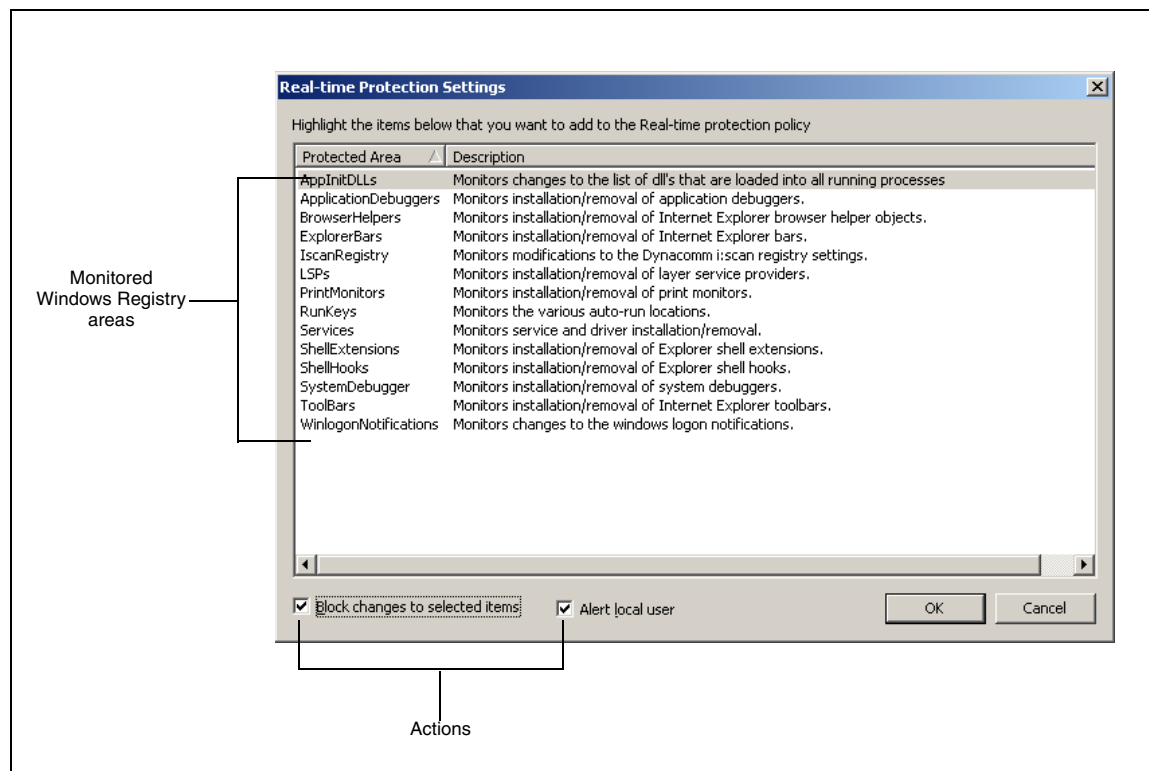 Real-time Protection Settings
Highlight the items below that you want to add to the Real-time protection policy
Protected Area Description
AppInitDLLs Monitors changes to the list of dll's that are loaded into all running processes
ApplicationDebuggers Monitors installation/removal of application debuggers.
BrowserHelpers Monitors installation/removal of Internet Explorer browser helper objects.
ExplorerBars Monitors installation/removal of Internet Explorer bars.
IscanRegistry Monitors modifications to the Dynacomm i:scan registry settings.
LSPs Monitors installation/removal of layer service providers.
PrintMonitors Monitors installation/removal of print monitors.
RunKeys Monitors the various auto-run locations.
Services Monitors service and driver installation/removal.
ShellExtensions Monitors installation/removal of Explorer shell extensions.
ShellHooks Monitors installation/removal of Explorer shell hooks.
SystemDebugger Monitors installation/removal of system debuggers.
ToolBars Monitors installation/removal of Internet Explorer toolbars.
WinlogonNotifications Monitors changes to the windows logon notifications.
Monitored
Windows Registry
areas
Block changes to selected items Alert local user OK Cancel
Actions